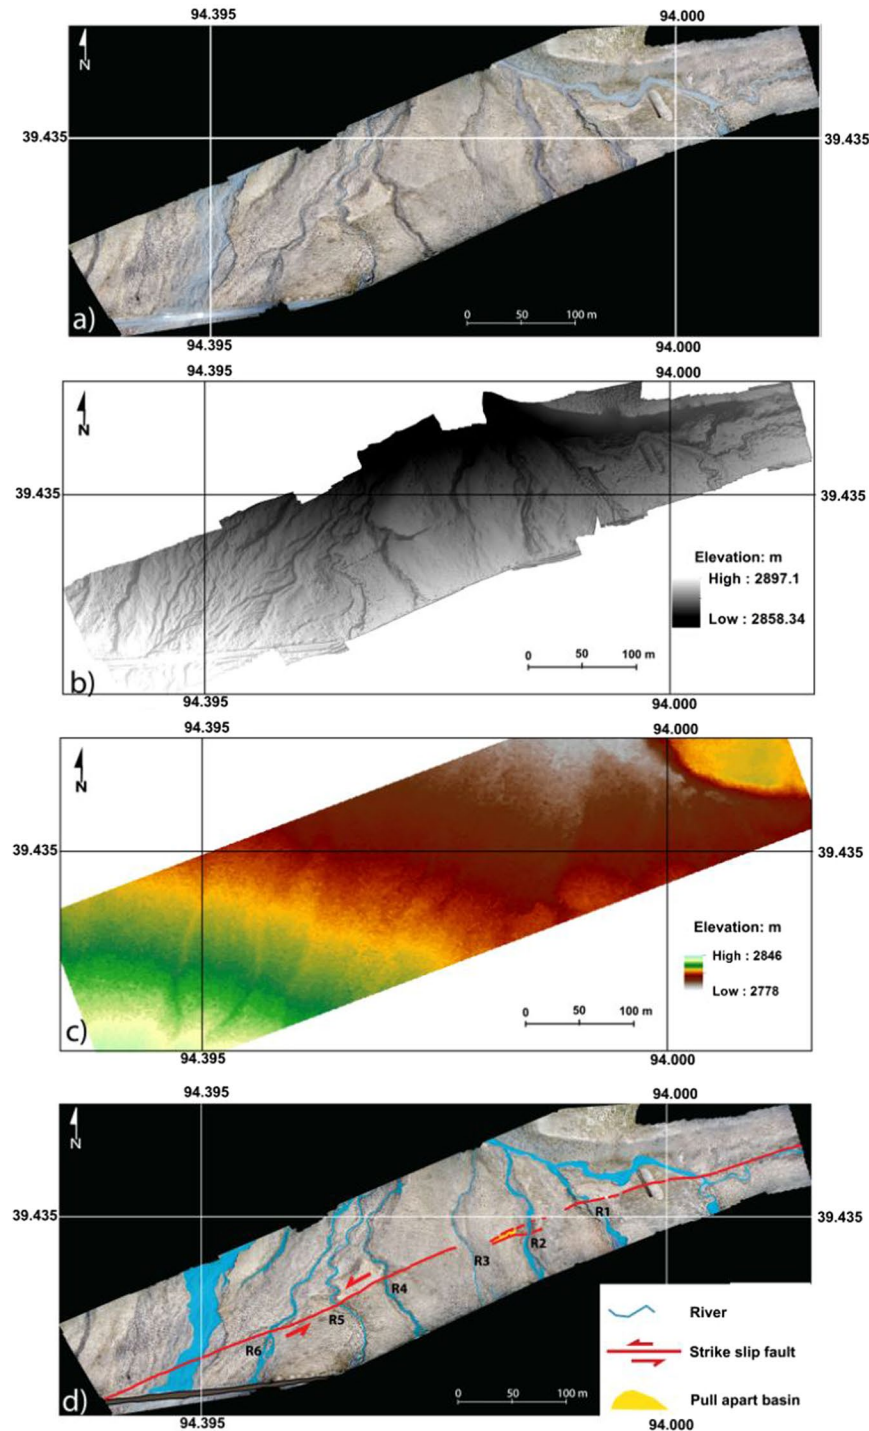 94.395 94.000
N
39.435 39.435
a)
0 50 100 m
94.395 94.000
94.395 94.000
N
39.435 39.435
Elevation: m
High : 2897.1
Low : 2858.34
0 50 100 m
b)
94.395 94.000
94.395 94.000
N
39.435 39.435
Elevation: m
High : 2846
Low : 2778
0 50 100 m
c)
94.395 94.000
94.395 94.000
N
39.435 39.435
R1
R2
R3
R4
R5
R6
River
Strike slip fault
Pull apart basin
0 50 100 m
d)
94.395 94.000